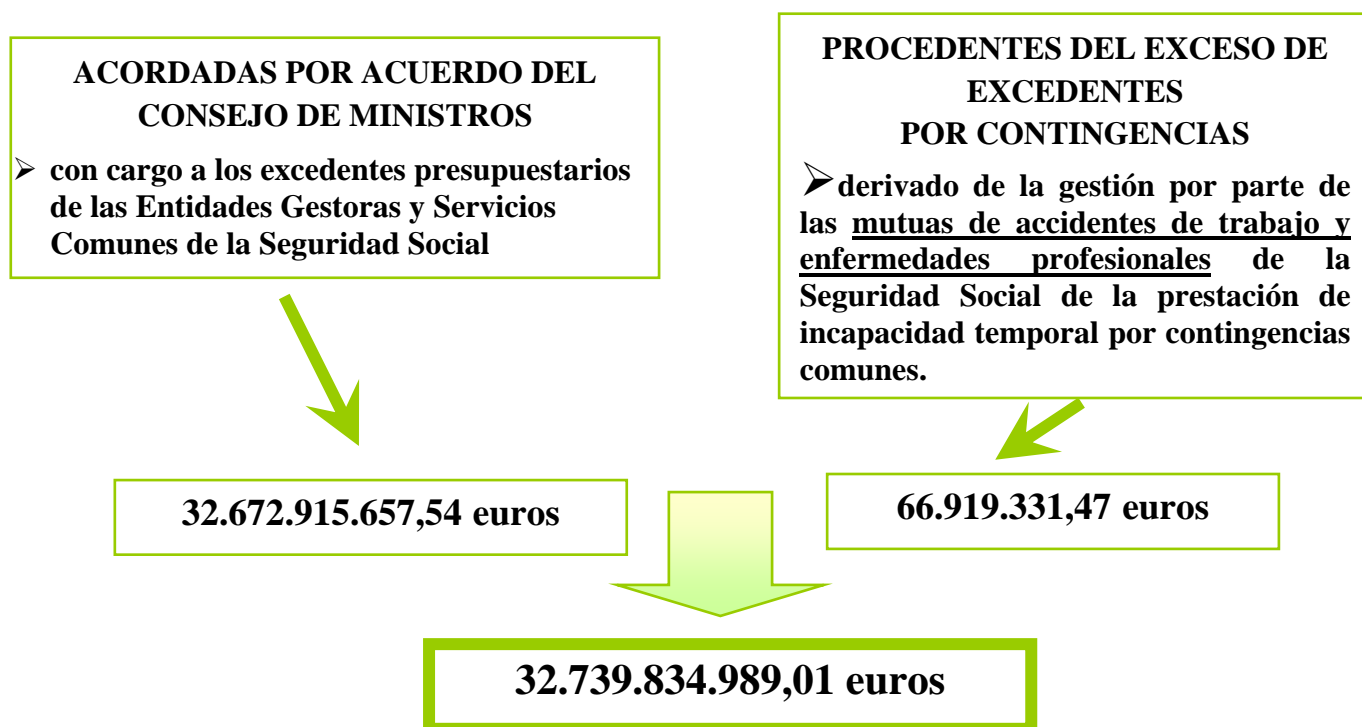 ACORDADAS POR ACUERDO DEL
CONSEJO DE MINISTROS
➢ con cargo a los excedentes presupuestarios
de las Entidades Gestoras y Servicios
Comunes de la Seguridad Social
PROCEDENTES DEL EXCESO DE
EXCEDENTES
POR CONTINGENCIAS
➢derivado de la gestión por parte de
las mutuas de accidentes de trabajo y
enfermedades profesionales de la
Seguridad Social de la prestación de
incapacidad temporal por contingencias
comunes.
32.672.915.657,54 euros
66.919.331,47 euros
32.739.834.989,01 euros